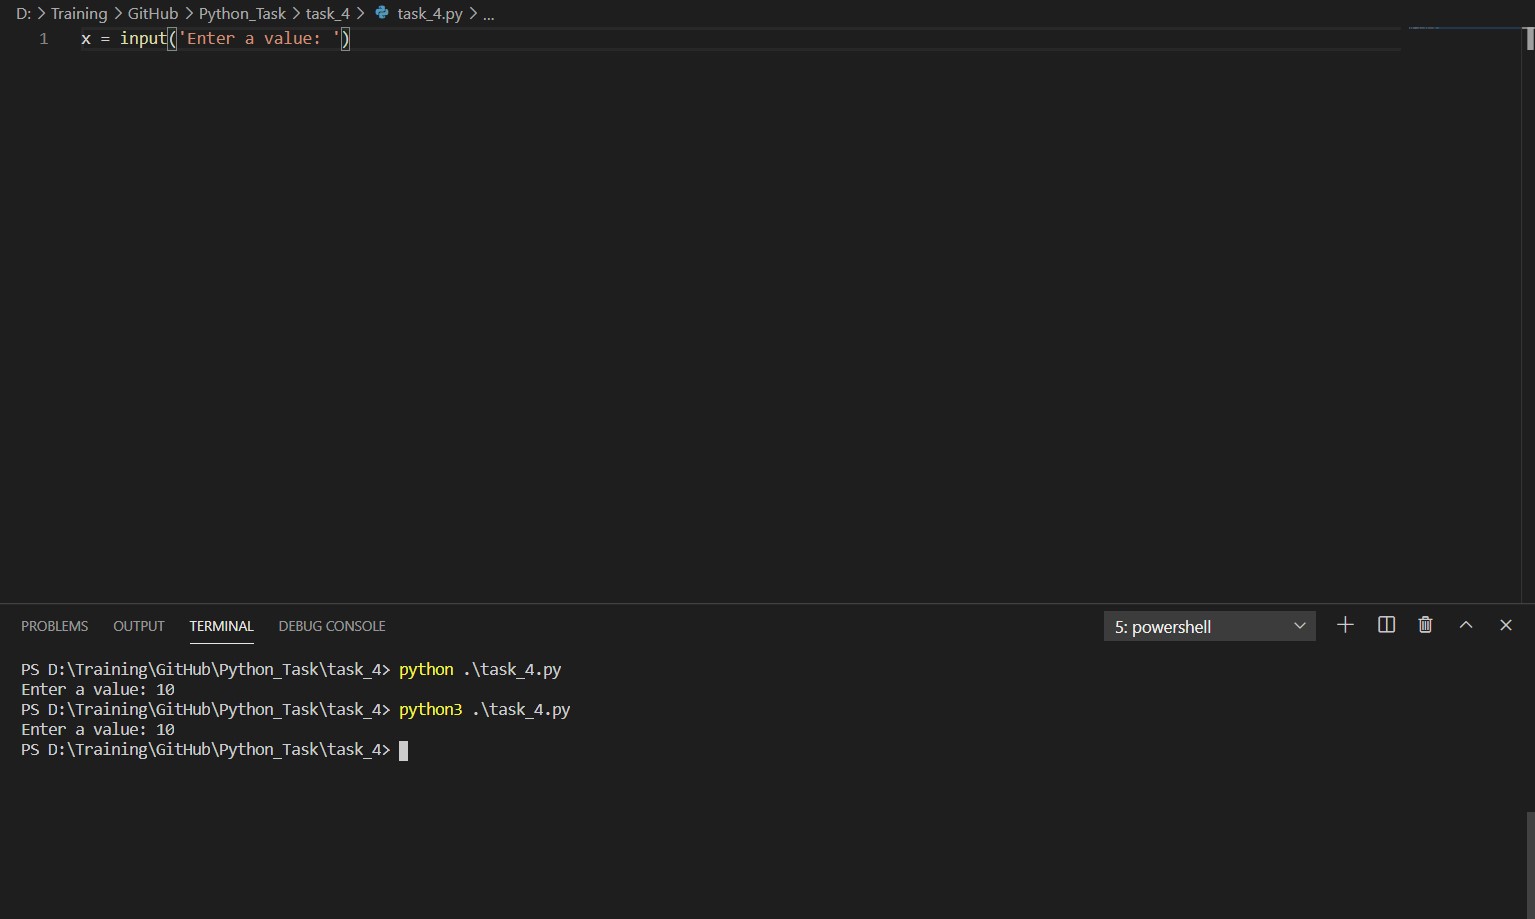 D: > Training > GitHub > Python_Task > task_4 > task_4.py > ...
1 x = input('Enter a value: ')
PROBLEMS OUTPUT TERMINAL DEBUG CONSOLE 5: powershell
PS D:\Training\GitHub\Python_Task\task_4> python .\task_4.py
Enter a value: 10
PS D:\Training\GitHub\Python_Task\task_4> python3 .\task_4.py
Enter a value: 10
PS D:\Training\GitHub\Python_Task\task_4>